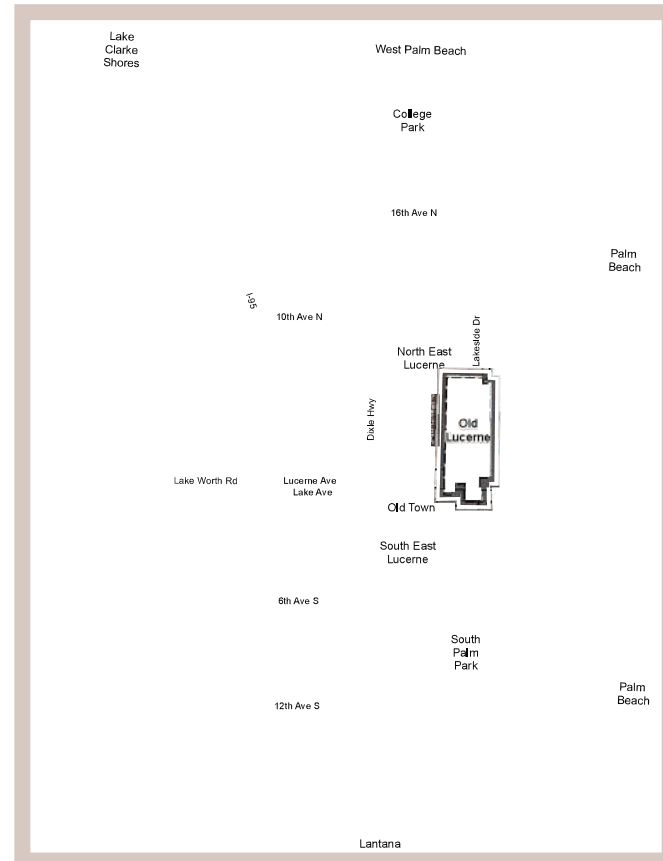 Lake
Clarke
Shores
West Palm Beach
College
Park
16th Ave N
Palm
Beach
I-95
10th Ave N
Lakeside Dr
North East
Lucerne
Dixie Hwy
Old
Lucerne
Lake Worth Rd
Lucerne Ave
Lake Ave
Old Town
South East
Lucerne
6th Ave S
South
Palm
Park
Palm
Beach
12th Ave S
Lantana